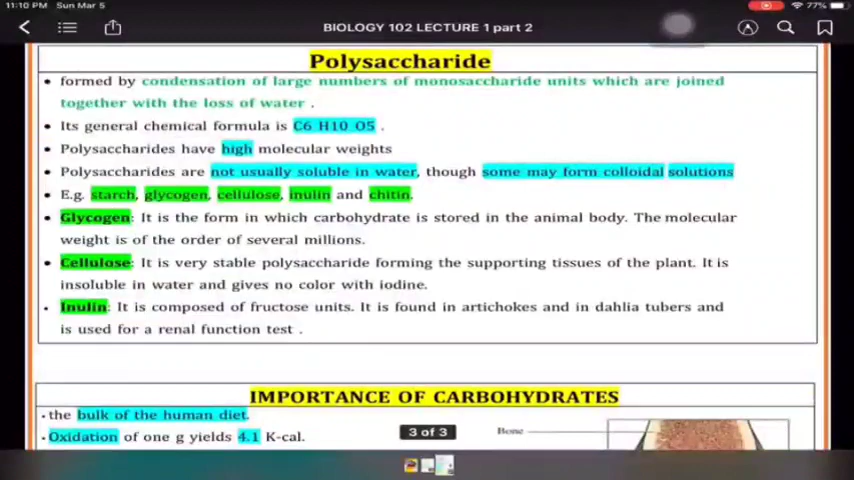 11:10 PM Sun Mar 5
77%
BIOLOGY 102 LECTURE 1 part 2
Polysaccharide
• formed by condensation of large numbers of monosaccharide units which are joined
together with the loss of water .
• Its general chemical formula is C6 H10 O5 .
• Polysaccharides have high molecular weights
• Polysaccharides are not usually soluble in water, though some may form colloidal solutions
• E.g. starch, glycogen, cellulose, inulin and chitin.
• Glycogen: It is the form in which carbohydrate is stored in the animal body. The molecular
weight is of the order of several millions.
• Cellulose: It is very stable polysaccharide forming the supporting tissues of the plant. It is
insoluble in water and gives no color with iodine.
• Inulin: It is composed of fructose units. It is found in artichokes and in dahlia tubers and
is used for a renal function test .
IMPORTANCE OF CARBOHYDRATES
• the bulk of the human diet.
• Oxidation of one g yields 4.1 K-cal.
3 of 3
Bone